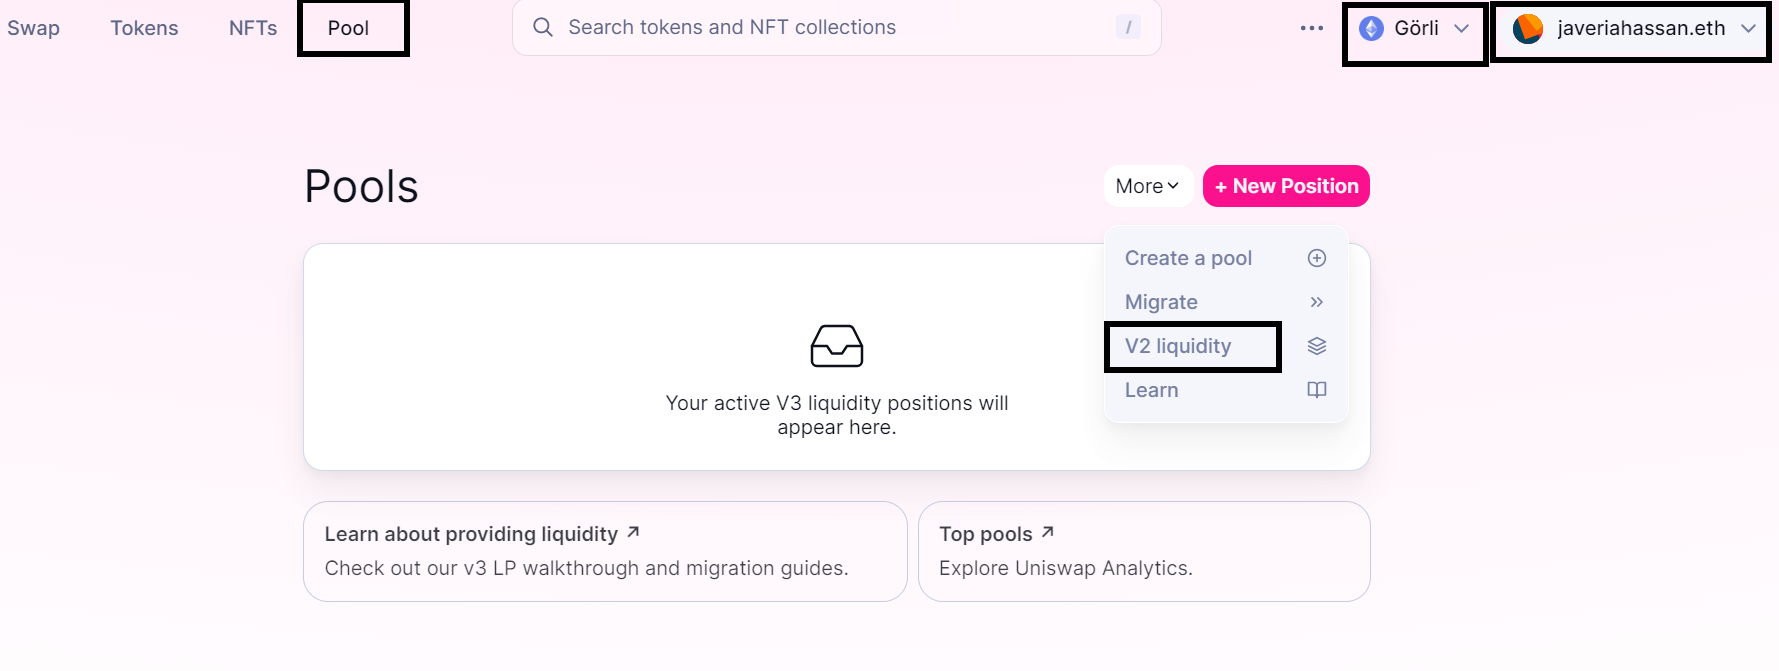 Swap Tokens NFTs Pool Search tokens and NFT collections / Görli javeriahassan.eth
Pools More + New Position
Create a pool
Migrate
V2 liquidity
Learn
Your active V3 liquidity positions will
appear here.
Learn about providing liquidity ↗
Check out our v3 LP walkthrough and migration guides.
Top pools ↗
Explore Uniswap Analytics.